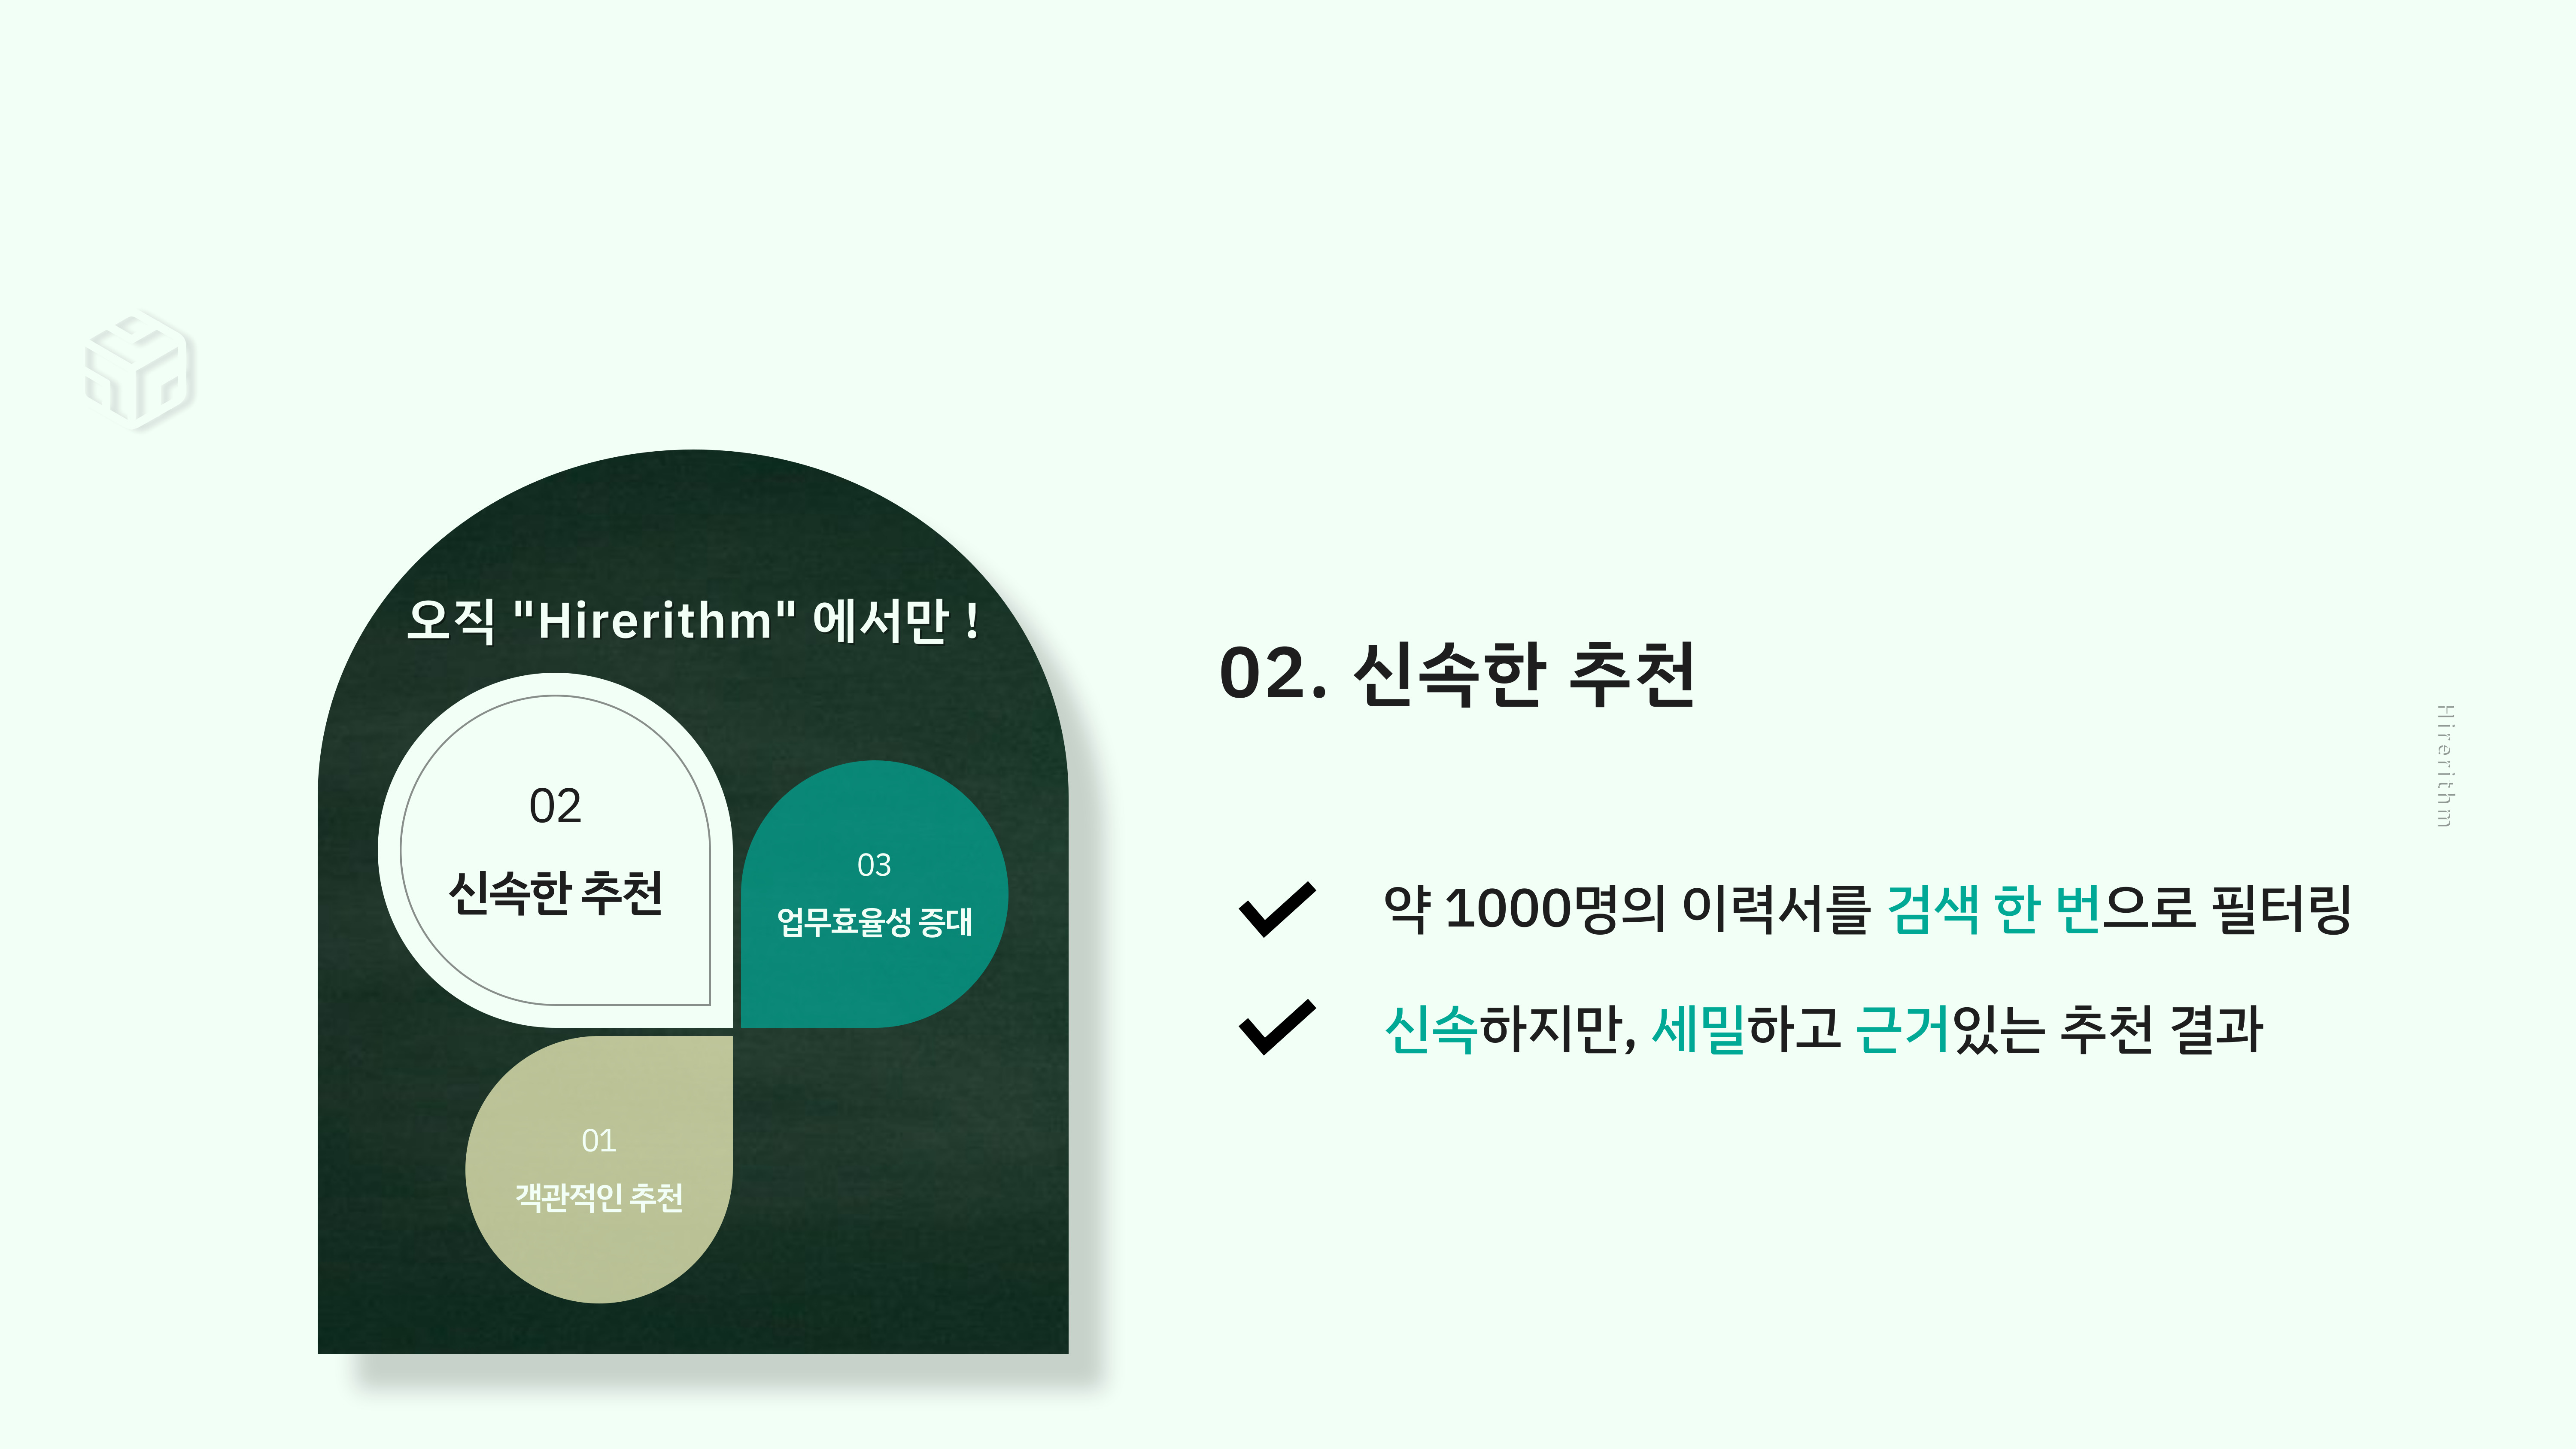 오직 "Hirerithm" 에서만 !
02
신속한 추천
03
업무효율성 증대
01
객관적인 추천
02. 신속한 추천
약 1000명의 이력서를 검색 한 번으로 필터링
신속하지만, 세밀하고 근거있는 추천 결과
Hirerithm